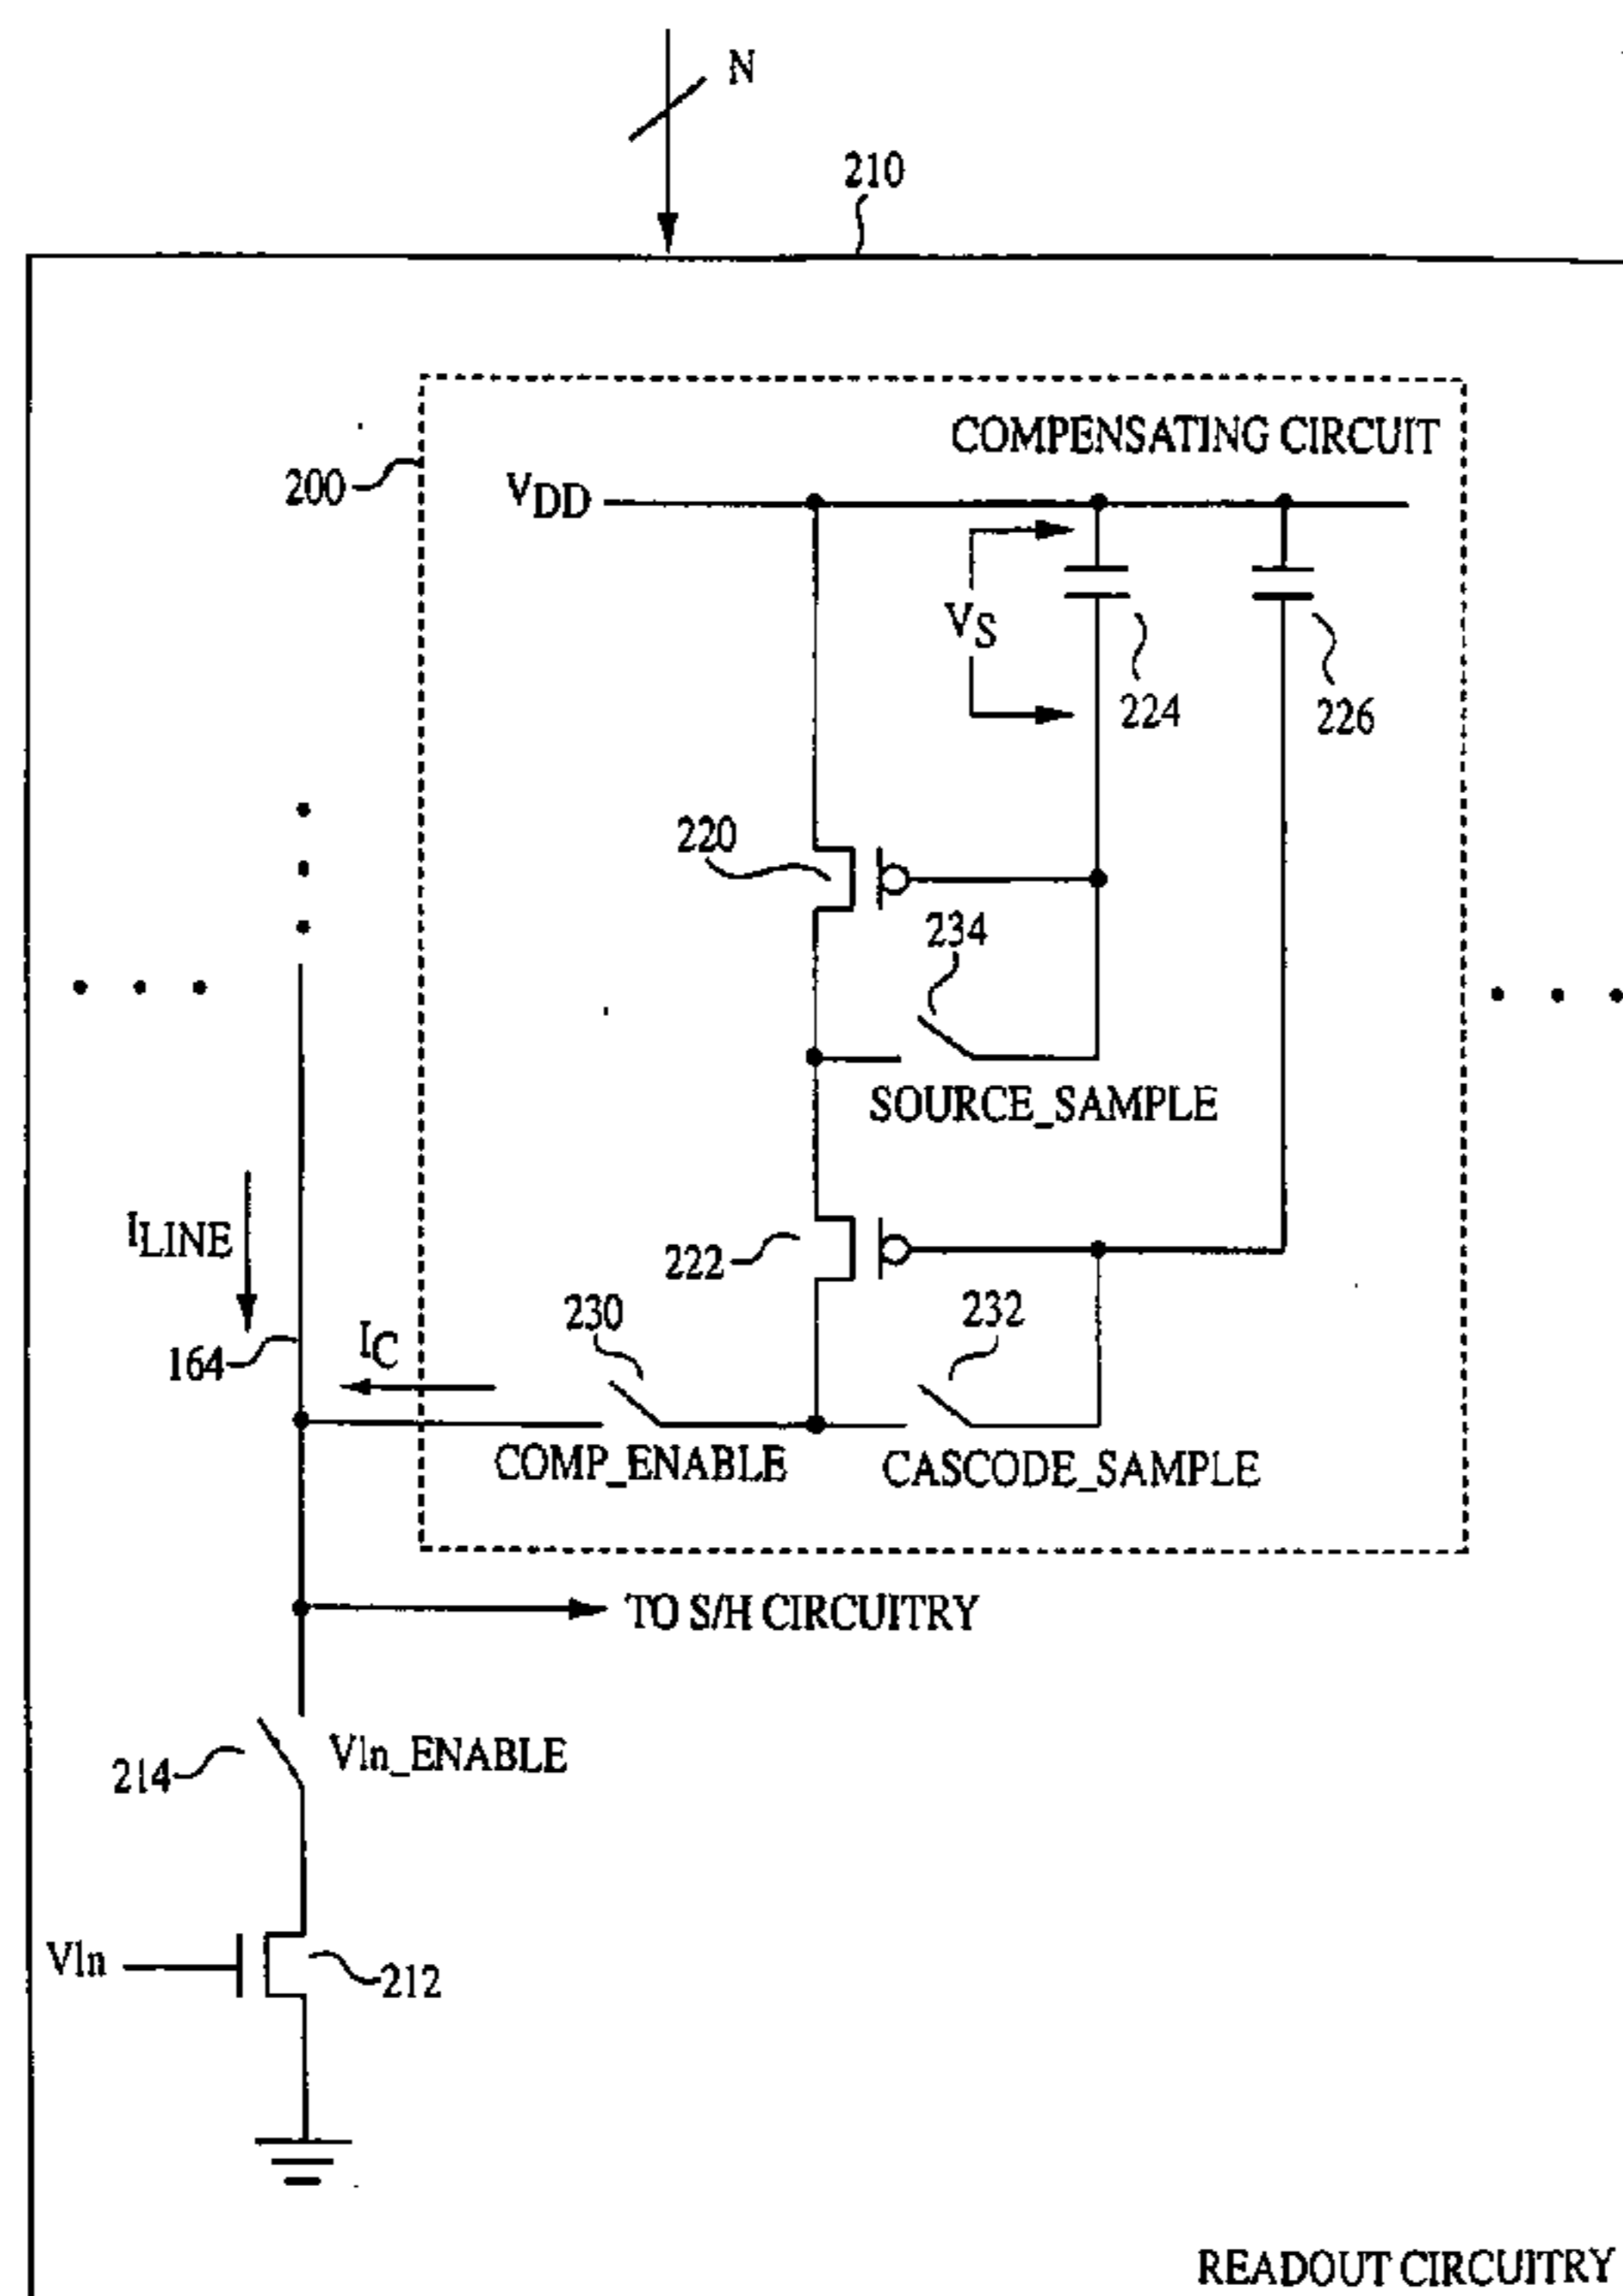 N
210
COMPENSATING CIRCUIT
200
VDD
VS
224
226
220
234
SOURCE_SAMPLE
ILINE
222
230
232
164
IC
COMP_ENABLE
CASCODE_SAMPLE
TO S/H CIRCUITRY
214
Vln_ENABLE
Vln
212
READOUT CIRCUITRY